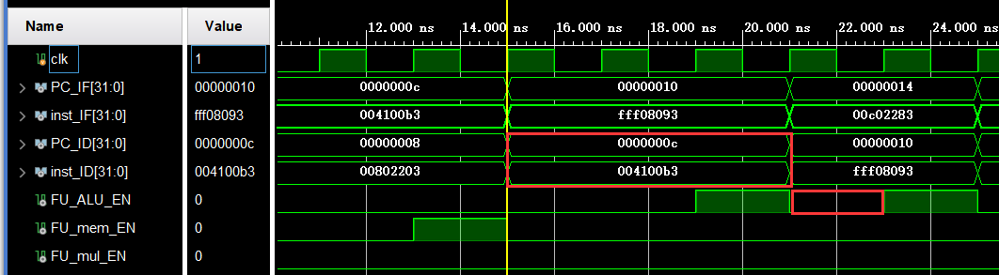 Name Value 12.000 ns 14.000 ns 16.000 ns 18.000 ns 20.000 ns 22.000 ns 24.000 ns
clk 1
PC_IF[31:0] 00000010 0000000c 00000010 00000014
inst_IF[31:0] fff08093 004100b3 fff08093 00c02283
PC_ID[31:0] 0000000c 00000008 0000000c 00000010
inst_ID[31:0] 004100b3 00802203 004100b3 fff08093
FU_ALU_EN 0
FU_mem_EN 0
FU_mul_EN 0